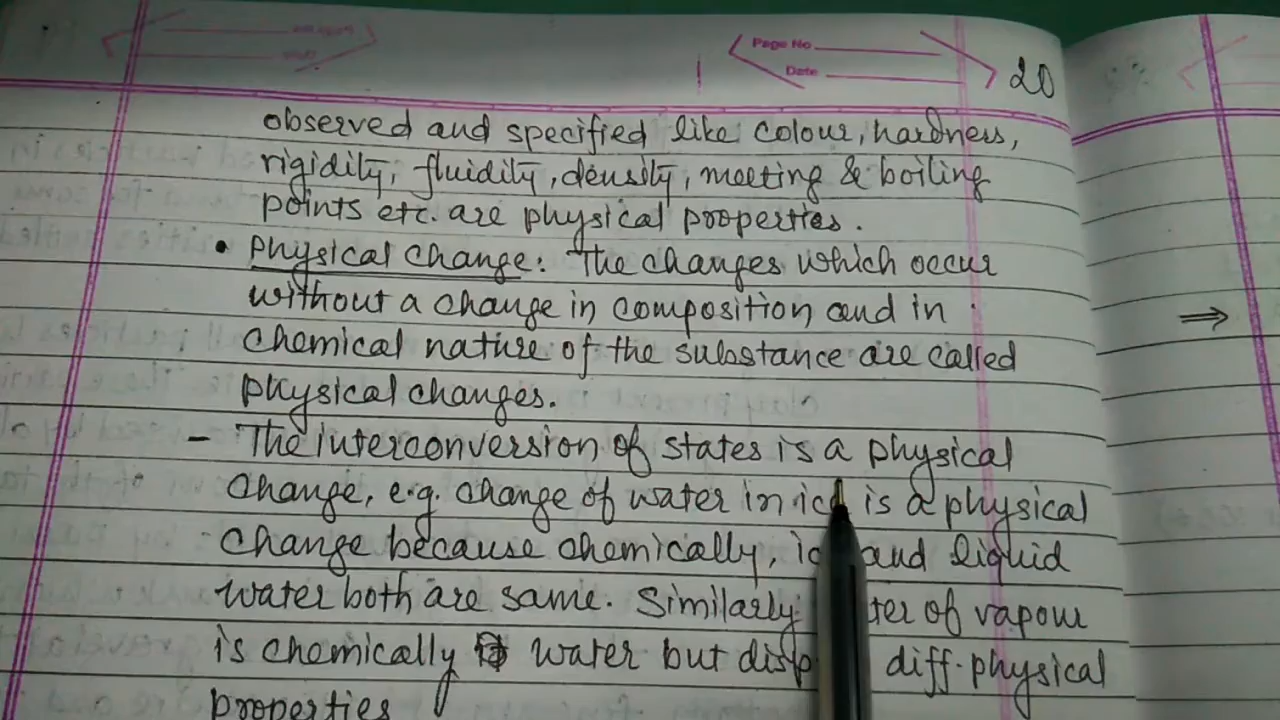 Page No
Date
20
observed and specified like colour, hardness,
rigidity, fluidity, density, meeting & boiling
points etc. are physical properties.
• Physical change: The changes which occur
without a change in composition and in
chemical nature of the substance are called
physical changes.
- The interconversion of states is a physical
change, e.g. change of water in ice is a physical
change because chemically, and liquid
water both are same. Similarly of vapour
is chemically water but diff. physical
properties